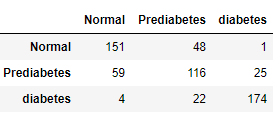 Normal Prediabetes diabetes
Normal 151 48 1
Prediabetes 59 116 25
diabetes 4 22 174